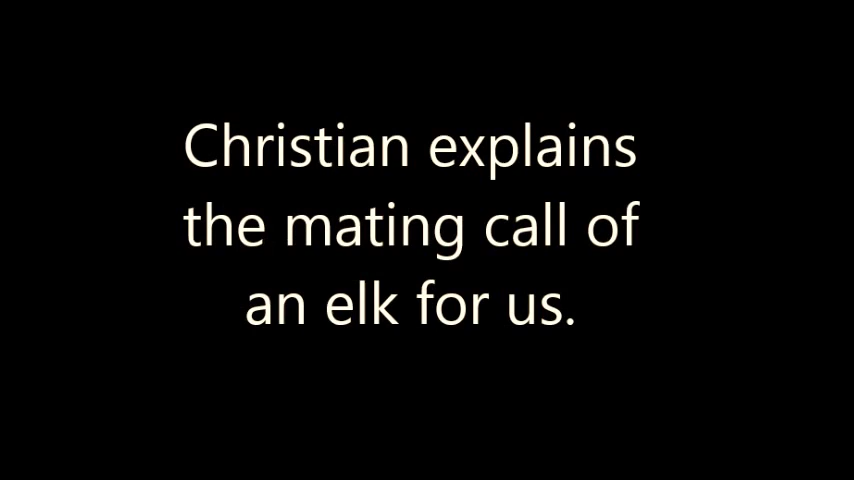 Christian explains
the mating call of
an elk for us.